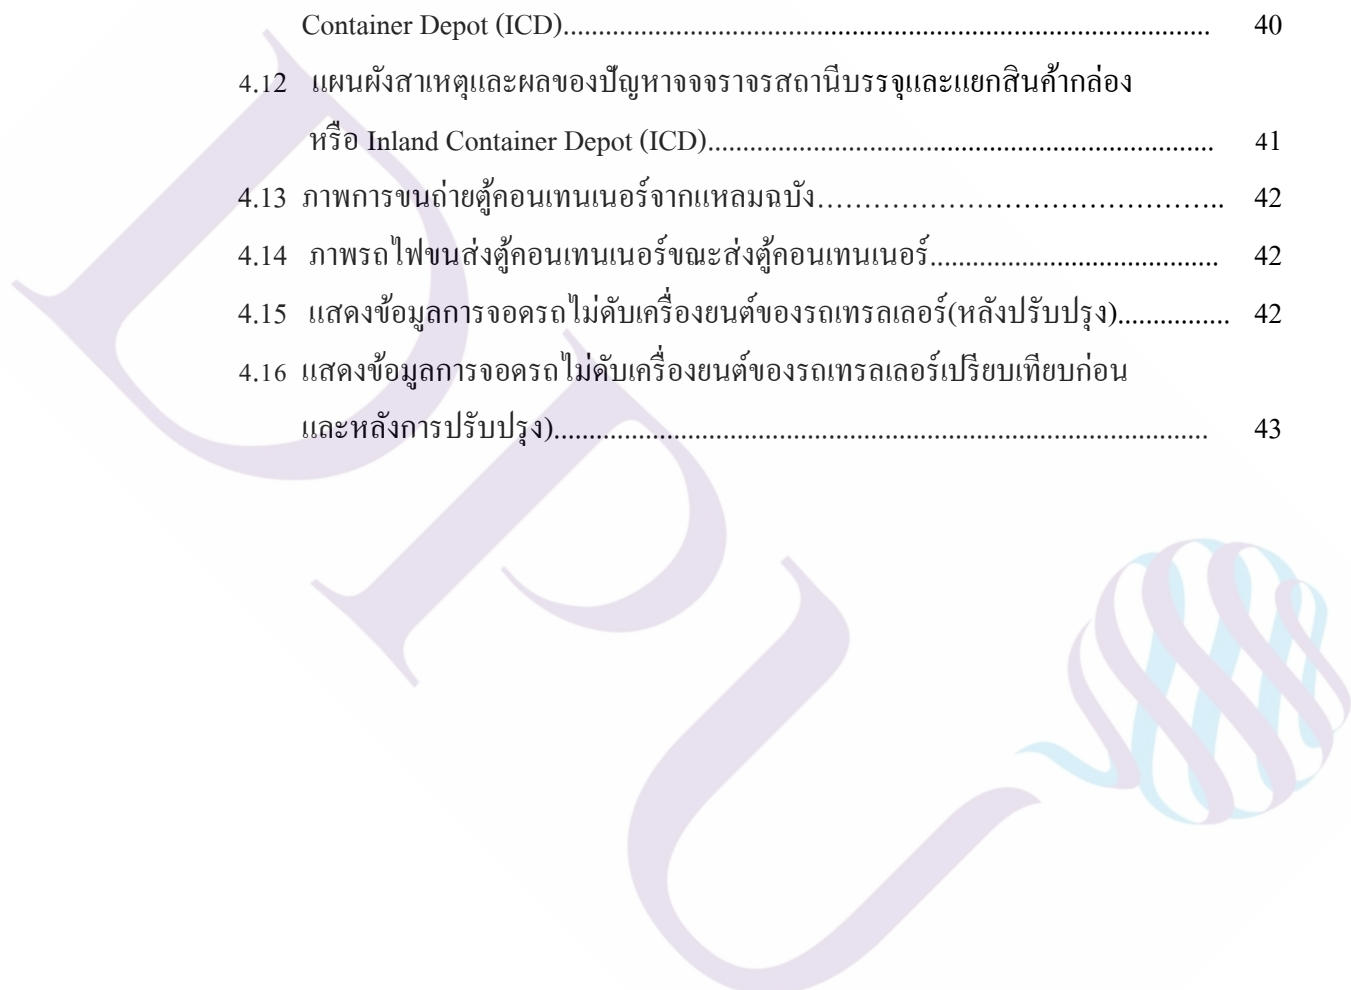 Container Depot (ICD)........................................................................................... 40
4.12 แผนผังสาเหตุและผลของปัญหาจจจราจรสถานีบรรจุและแยกสินค้ากล่อง
หรือ Inland Container Depot (ICD)....................................................................... 41
4.13 ภาพการขนถ่ายตู้คอนเทนเนอร์จากแหลมฉบัง…………………………………….. 42
4.14 ภาพรถไฟขนส่งตู้คอนเทนเนอร์ขณะส่งตู้คอนเทนเนอร์......................................... 42
4.15 แสดงข้อมูลการจอดรถไม่ดับเครื่องยนต์ของรถเทรลเลอร์(หลังปรับปรุง)................ 42
4.16 แสดงข้อมูลการจอดรถไม่ดับเครื่องยนต์ของรถเทรลเลอร์เปรียบเทียบก่อน
และหลังการปรับปรุง)............................................................................................ 43
DPU